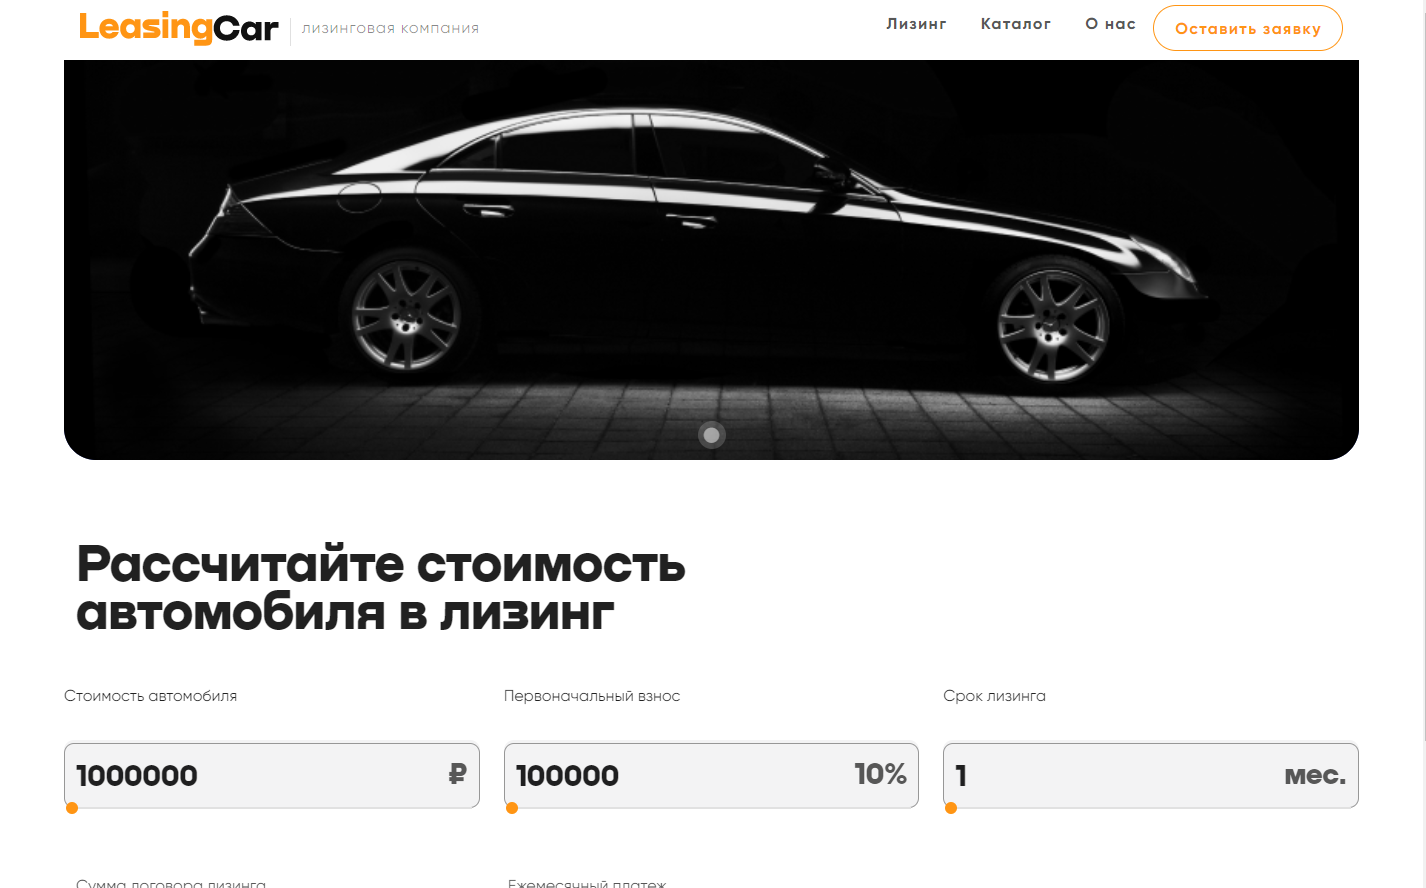 LeasingCar
лизинговая компания
Лизинг
Каталог
О нас
Оставить заявку
Рассчитайте стоимость
автомобиля в лизинг
Стоимость автомобиля
Первоначальный взнос
Срок лизинга
1000000 ₽
100000 10%
1 мес.
Сумма договора лизинга
Ежемесячный платеж